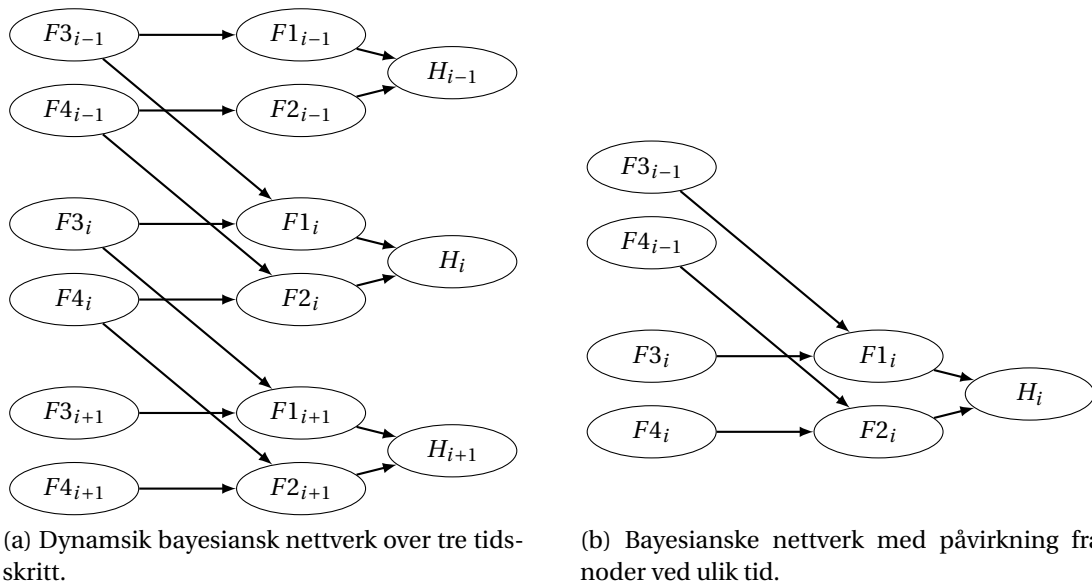 F3i−1
F1i−1
Hi−1
F4i−1
F2i−1
F3i
F1i
Hi
F4i
F2i
F3i+1
F1i+1
Hi+1
F4i+1
F2i+1
(a) Dynamsik bayesiansk nettverk over tre tids-
skritt.
F3i−1
F4i−1
F3i
F1i
Hi
F4i
F2i
(b) Bayesianske nettverk med påvirkning fra
noder ved ulik tid.